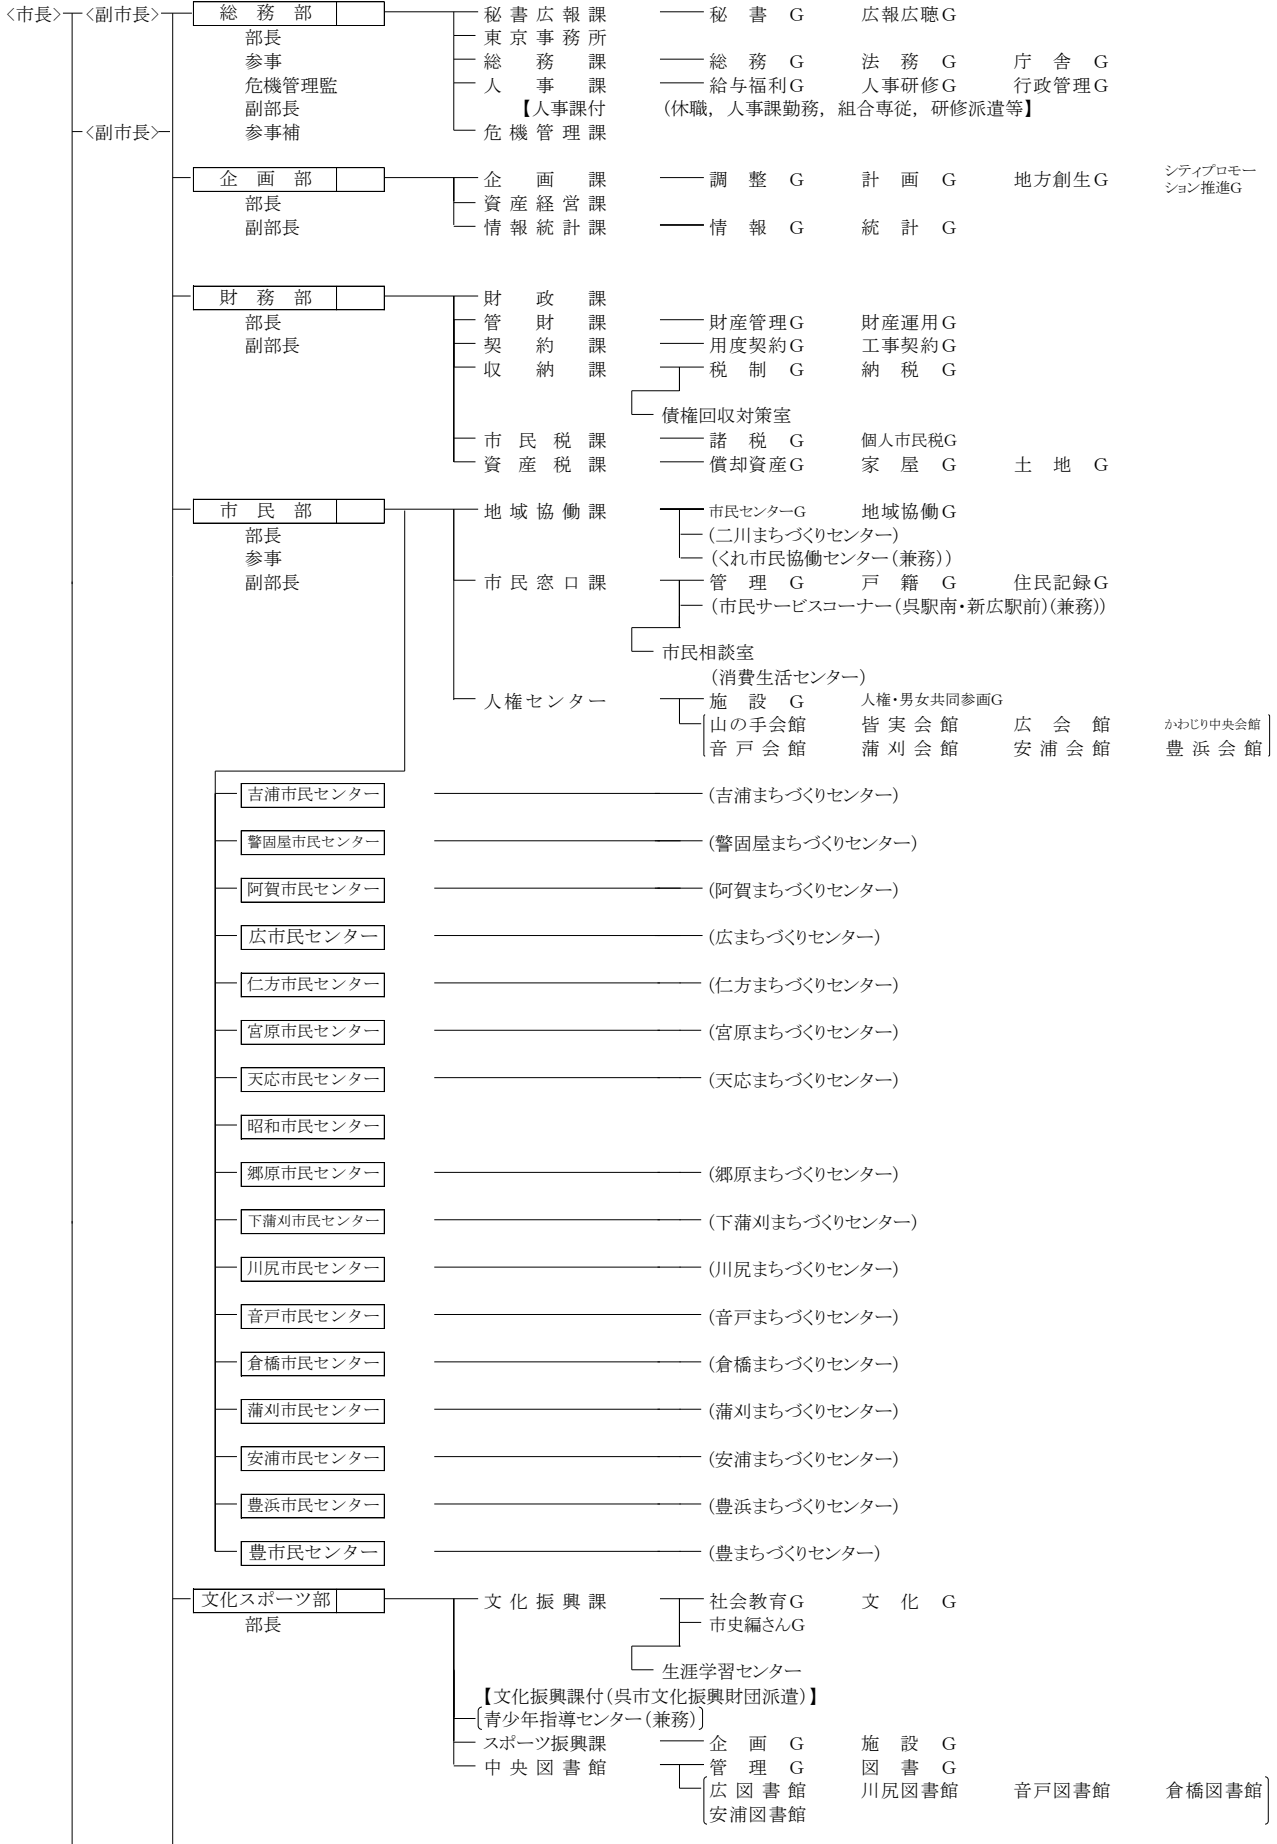 〈市長〉 〈副市長〉 総務部 秘書広報課 秘書G 広報広聴G
部長 東京事務所
参事 総務課 総務G 法務G 庁舎G
危機管理監 人事課 給与福利G 人事研修G 行政管理G
副部長 【人事課付 (休職, 人事課勤務, 組合専従, 研修派遣等】
〈副市長〉 参事補 危機管理課
企画部 企画課 調整G 計画G 地方創生G シティプロモーション推進G
部長 資産経営課
副部長 情報統計課 情報G 統計G
財務部 財政課
部長 管財課 財産管理G 財産運用G
副部長 契約課 用度契約G 工事契約G
収納課 税制G 納税G
債権回収対策室
市民税課 諸税G 個人市民税G
資産税課 償却資産G 家屋G 土地G
市民部 地域協働課 市民センターG 地域協働G
部長 (二川まちづくりセンター)
参事 (くれ市民協働センター(兼務))
副部長 市民窓口課 管理G 戸籍G 住民記録G
(市民サービスコーナー(呉駅南・新広駅前)(兼務))
市民相談室
(消費生活センター)
人権センター 施設G 人権・男女共同参画G
山の手会館 皆実会館 広会館 かわじり中央会館
音戸会館 蒲刈会館 安浦会館 豊浜会館
吉浦市民センター (吉浦まちづくりセンター)
警固屋市民センター (警固屋まちづくりセンター)
阿賀市民センター (阿賀まちづくりセンター)
広市民センター (広まちづくりセンター)
仁方市民センター (仁方まちづくりセンター)
宮原市民センター (宮原まちづくりセンター)
天応市民センター (天応まちづくりセンター)
昭和市民センター
郷原市民センター (郷原まちづくりセンター)
下蒲刈市民センター (下蒲刈まちづくりセンター)
川尻市民センター (川尻まちづくりセンター)
音戸市民センター (音戸まちづくりセンター)
倉橋市民センター (倉橋まちづくりセンター)
蒲刈市民センター (蒲刈まちづくりセンター)
安浦市民センター (安浦まちづくりセンター)
豊浜市民センター (豊浜まちづくりセンター)
豊市民センター (豊まちづくりセンター)
文化スポーツ部 文化振興課 社会教育G 文化G
部長 市史編さんG
生涯学習センター
【文化振興課付(呉市文化振興財団派遣)】
〔青少年指導センター(兼務)〕
スポーツ振興課 企画G 施設G
中央図書館 管理G 図書G
広図書館 川尻図書館 音戸図書館 倉橋図書館
安浦図書館